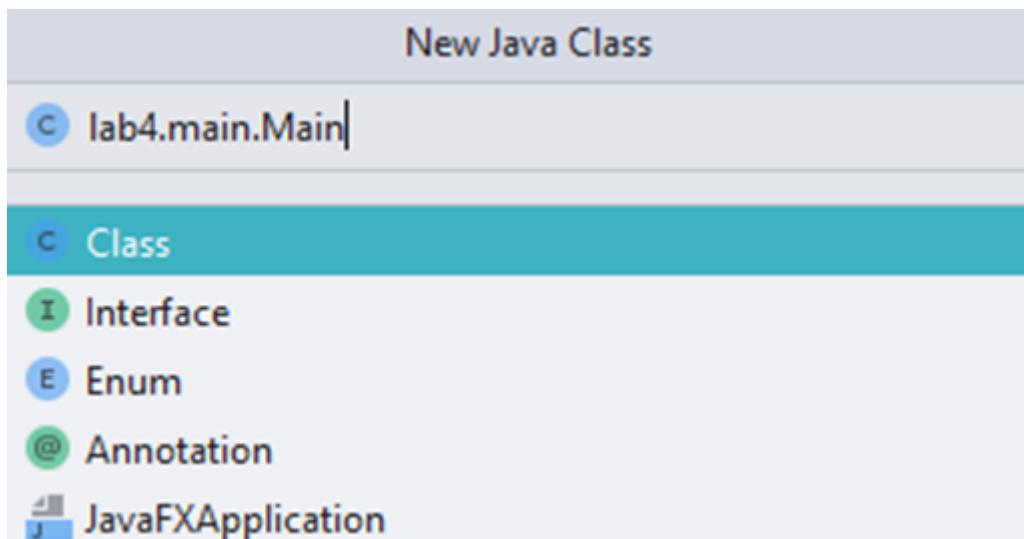 New Java Class
C lab4.main.Main
C Class
I Interface
E Enum
@ Annotation
J JavaFXApplication